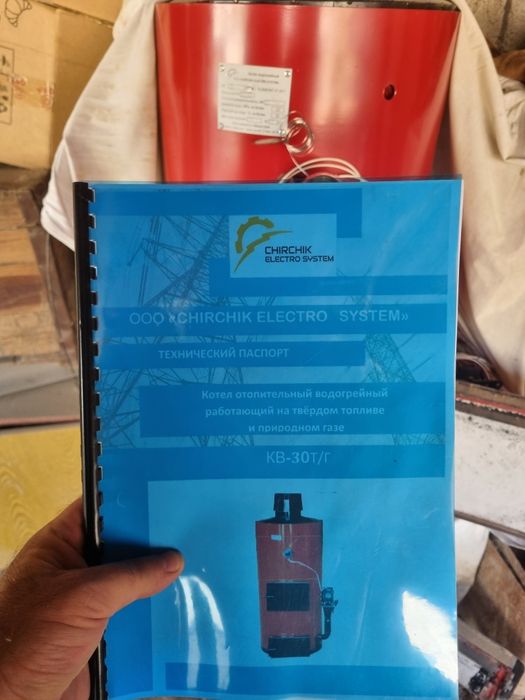 CHIRCHIK
ELECTRO SYSTEM
ООО «CHIRCHIK ELECTRO SYSTEM»
ТЕХНИЧЕСКИЙ ПАСПОРТ
Котел отопительный водогрейный
работающий на твёрдом топливе
и природном газе
КВ-30т/г